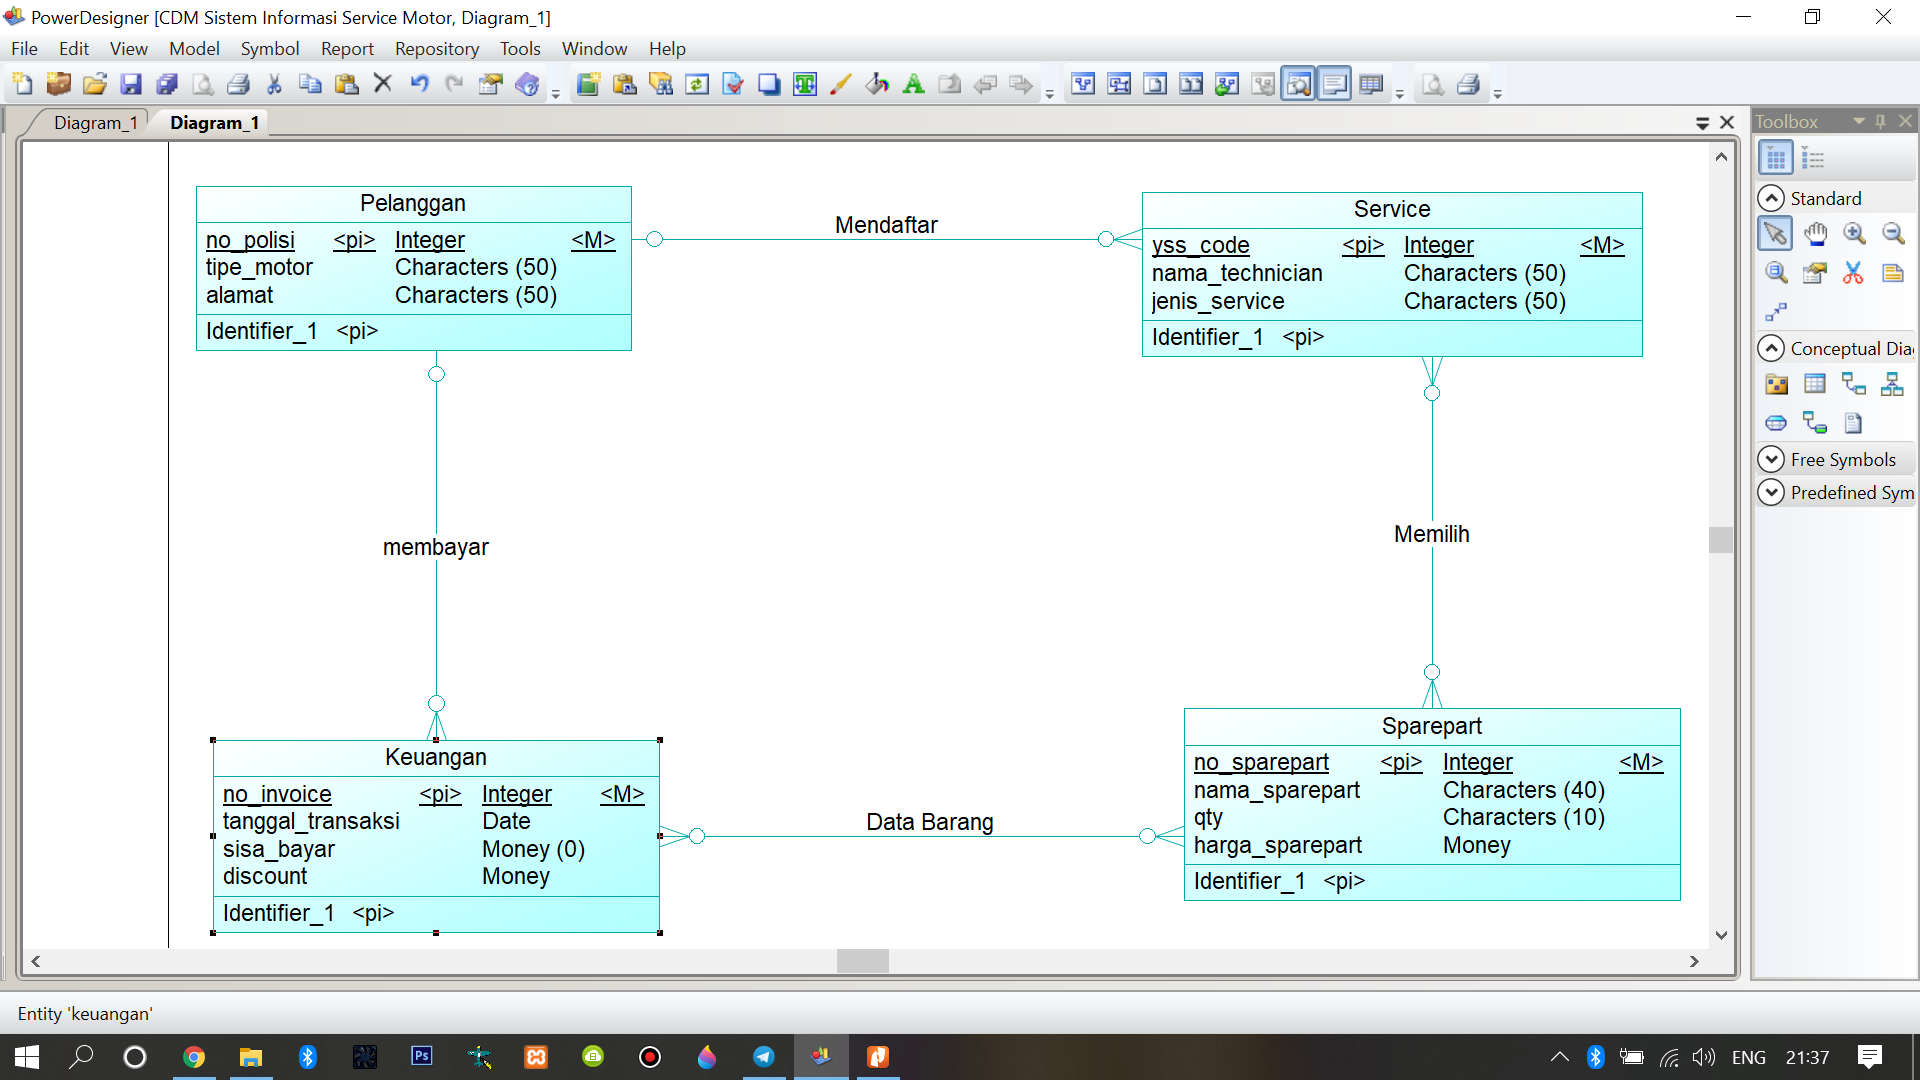 PowerDesigner [CDM Sistem Informasi Service Motor, Diagram_1]
File Edit View Model Symbol Report Repository Tools Window Help
Diagram_1 Diagram_1
Toolbox
Standard
Conceptual Dia
Free Symbols
Predefined Sym
Pelanggan
no_polisi <pi> Integer <M>
tipe_motor Characters (50)
alamat Characters (50)
Identifier_1 <pi>
Mendaftar
Service
yss_code <pi> Integer <M>
nama_technician Characters (50)
jenis_service Characters (50)
Identifier_1 <pi>
membayar
Memilih
Keuangan
no_invoice <pi> Integer <M>
tanggal_transaksi Date
sisa_bayar Money (0)
discount Money
Identifier_1 <pi>
Data Barang
Sparepart
no_sparepart <pi> Integer <M>
nama_sparepart Characters (40)
qty Characters (10)
harga_sparepart Money
Identifier_1 <pi>
Entity 'keuangan'
Ps
ENG 21:37